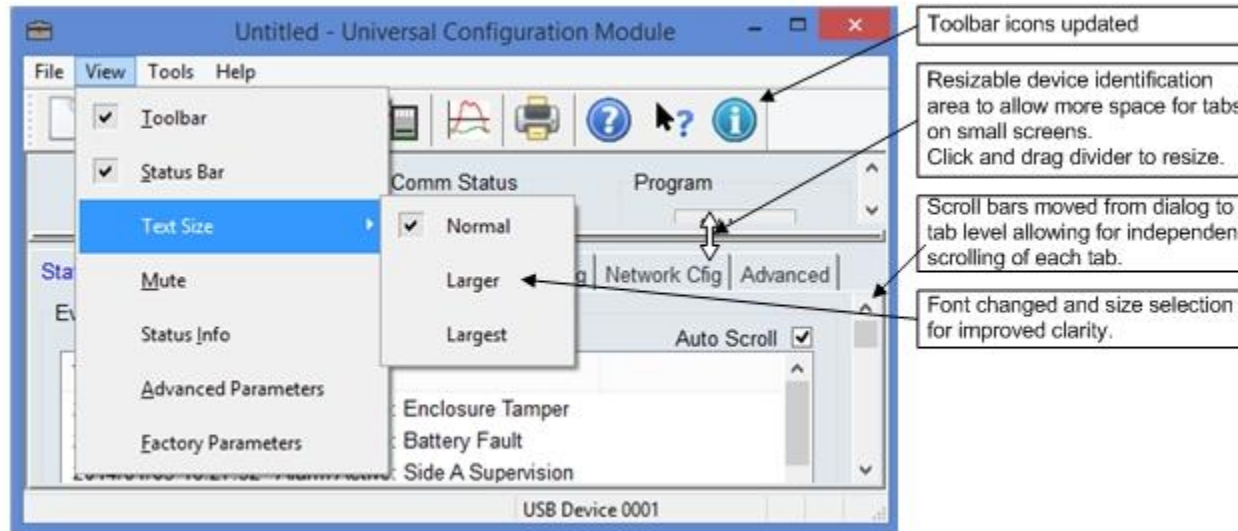 Untitled - Universal Configuration Module
File View Tools Help
Toolbar
Status Bar
Text Size
Mute
Status Info
Advanced Parameters
Factory Parameters
Normal
Larger
Largest
Comm Status
Program
Network Cfig
Advanced
Auto Scroll
: Enclosure Tamper
: Battery Fault
: Side A Supervision
USB Device 0001
Toolbar icons updated
Resizable device identification
area to allow more space for tabs
on small screens.
Click and drag divider to resize.
Scroll bars moved from dialog to
tab level allowing for independen
scrolling of each tab.
Font changed and size selection
for improved clarity.